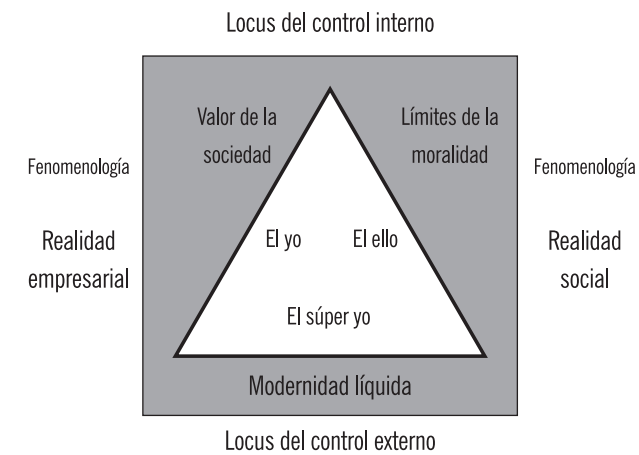 Locus del control interno
Valor de la
sociedad
Límites de la
moralidad
Fenomenología
Realidad
empresarial
Fenomenología
Realidad
social
El yo
El ello
El súper yo
Modernidad líquida
Locus del control externo